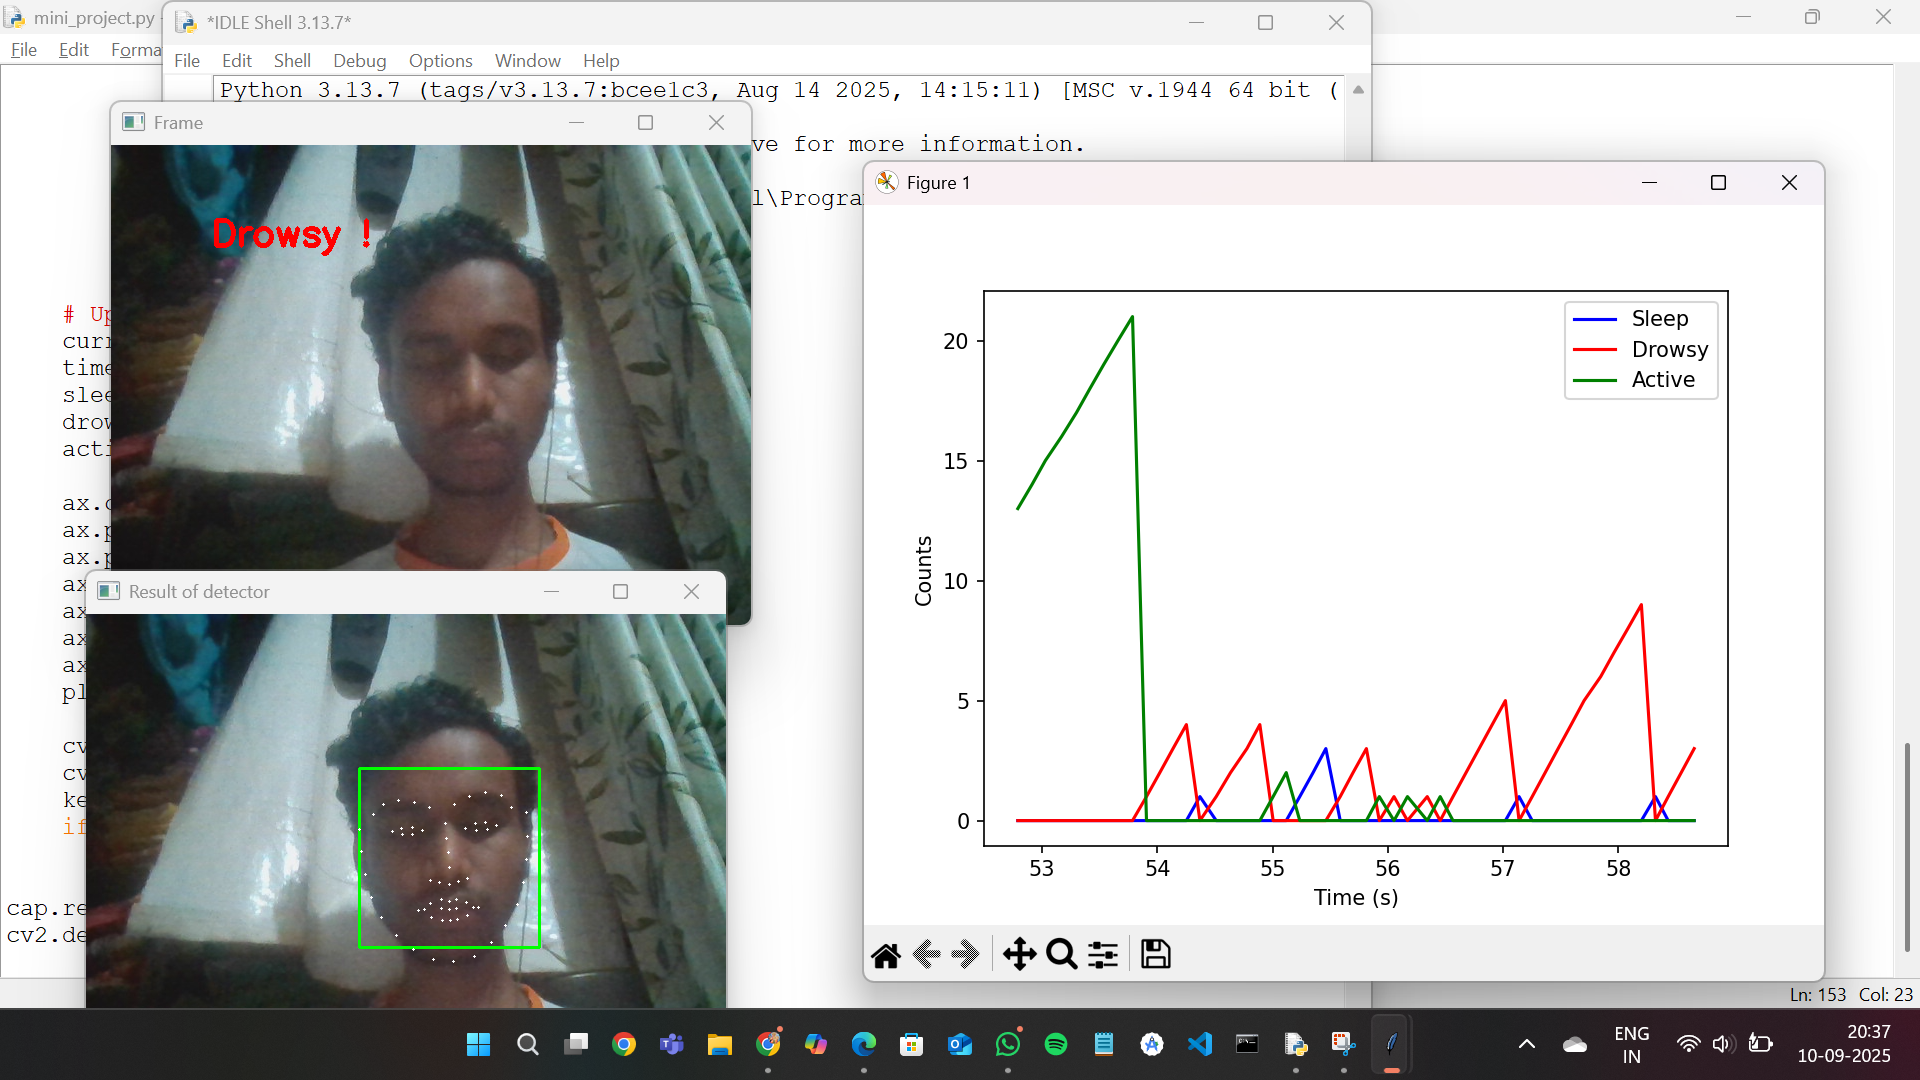 mini_project.py
File Edit Forma
*IDLE Shell 3.13.7*
File Edit Shell Debug Options Window Help
Python 3.13.7 (tags/v3.13.7:bcee1c3, Aug 14 2025, 14:15:11) [MSC v.1944 64 bit (
ve for more information.
l\Progra
Frame
Drowsy !
# Up
curr
time
slee
drow
acti
ax.c
ax.p
ax.p
ax
ax
ax
ax
pl
cv
cv
ke
if
cap.re
cv2.de
Result of detector
Figure 1
Sleep
Drowsy
Active
20
15
10
5
0
Counts
53 54 55 56 57 58
Time (s)
Ln: 153 Col: 23
ENG
IN
20:37
10-09-2025